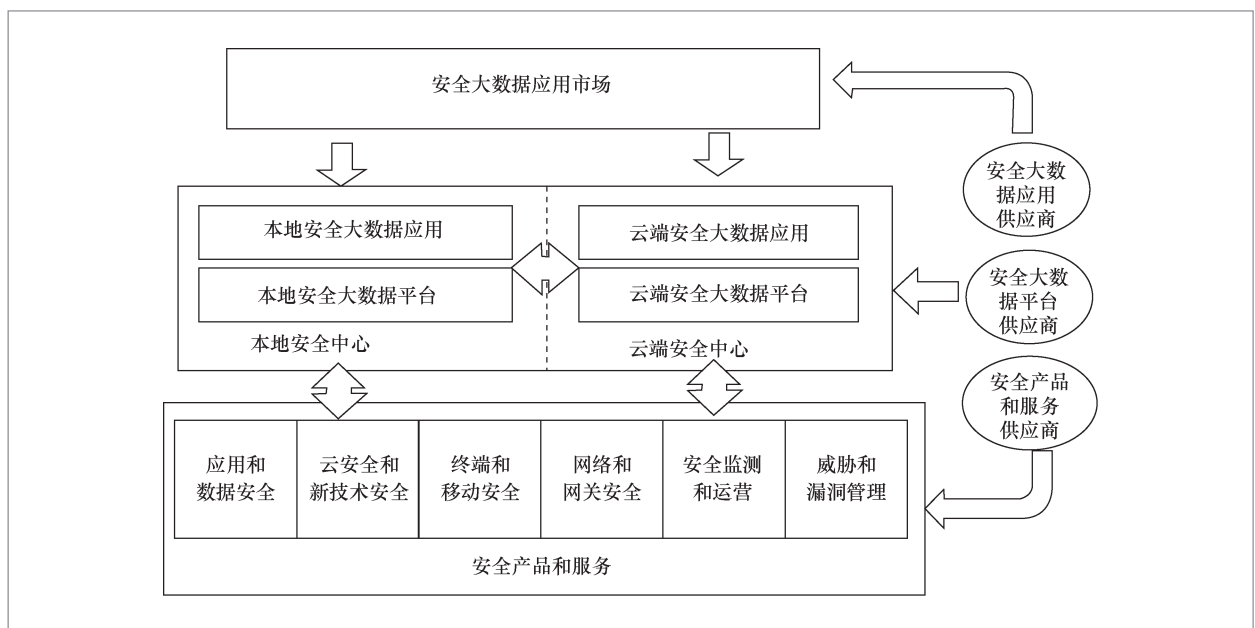 安全大数据应用市场
安全大数
据应用
供应商
本地安全大数据应用
云端安全大数据应用
本地安全大数据平台
云端安全大数据平台
安全大数
据平台
供应商
本地安全中心
云端安全中心
安全产品
和服务
供应商
应用和
数据安全
云安全和
新技术安全
终端和
移动安全
网络和
网关安全
安全监测
和运营
威胁和
漏洞管理
安全产品和服务